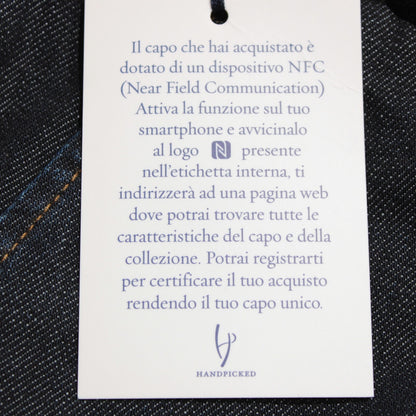 Il capo che hai acquistato è
dotato di un dispositivo NFC
(Near Field Communication)
Attiva la funzione sul tuo
smartphone e avvicinalo
al logo N presente
nell'etichetta interna, ti
indirizzerà ad una pagina web
dove potrai trovare tutte le
caratteristiche del capo e della
collezione. Potrai registrarti
per certificare il tuo acquisto
rendendo il tuo capo unico.
HANDPICKED